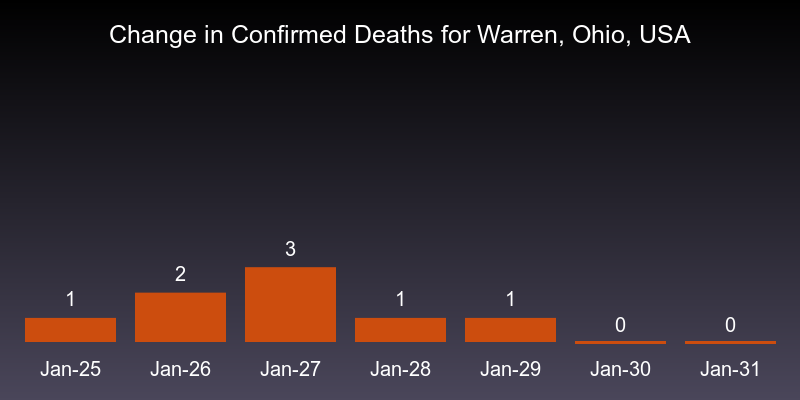 Change in Confirmed Deaths for Warren, Ohio, USA
1 2 3 1 1 0 0
Jan-25 Jan-26 Jan-27 Jan-28 Jan-29 Jan-30 Jan-31